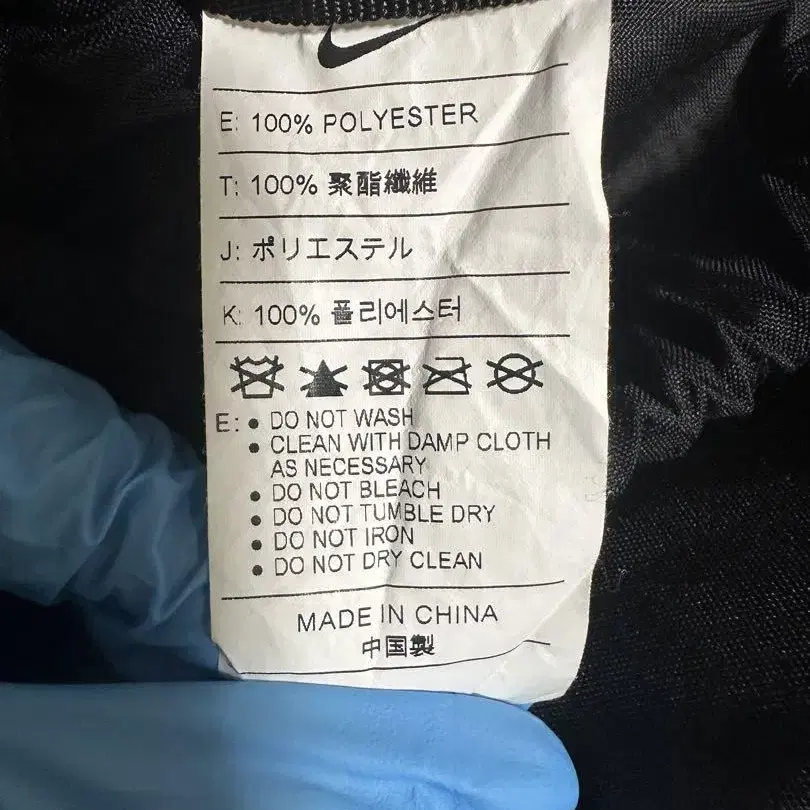 E: 100% POLYESTER
T: 100% 聚酯纖維
J: ポリエステル
K: 100% 폴리에스터
E: • DO NOT WASH
• CLEAN WITH DAMP CLOTH
AS NECESSARY
• DO NOT BLEACH
• DO NOT TUMBLE DRY
• DO NOT IRON
• DO NOT DRY CLEAN
MADE IN CHINA
中国製